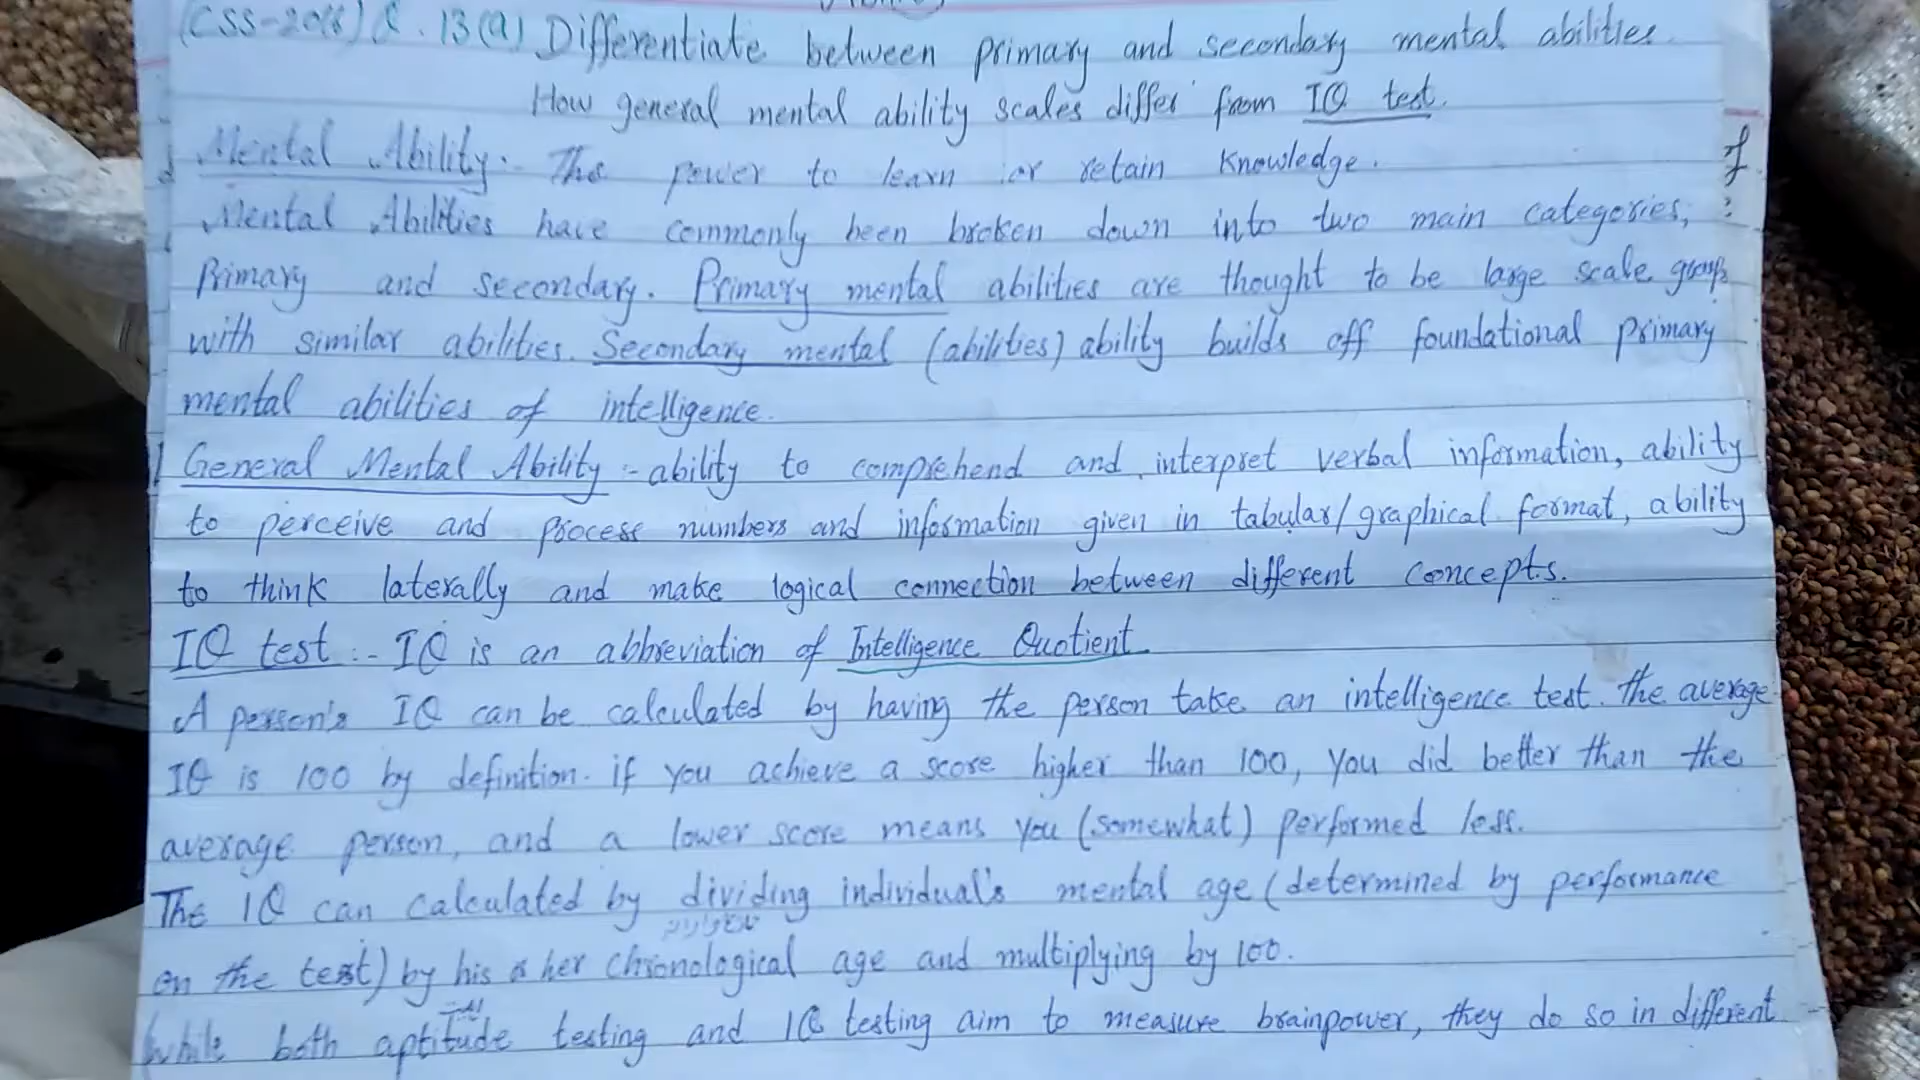 (CSS-2016) Q.13(a) Differentiate between primary and secondary mental abilities.
How general mental ability scales differ from IQ test.
Mental Ability:- The power to learn or retain Knowledge.
Mental Abilities have commonly been broken down into two main categories,
Primary and secondary. Primary mental abilities are thought to be large scale group
with similar abilities. Secondary mental (abilities) ability builds off foundational primary
mental abilities of intelligence.
General Mental Ability :- ability to comprehend and interpret verbal information, ability
to perceive and process numbers and information given in tabular/graphical format, ability
to think laterally and make logical connection between different concepts.
IQ test :- IQ is an abbreviation of Intelligence Quotient.
A person's IQ can be calculated by having the person take an intelligence test. the average
IQ is 100 by definition. if you achieve a score higher than 100, you did better than the
average person, and a lower score means you (somewhat) performed less.
The IQ can calculated by dividing individual's mental age (determined by performance
on the test) by his or her chronological age and multiplying by 100.
While both aptitude testing and IQ testing aim to measure brainpower, they do so in different